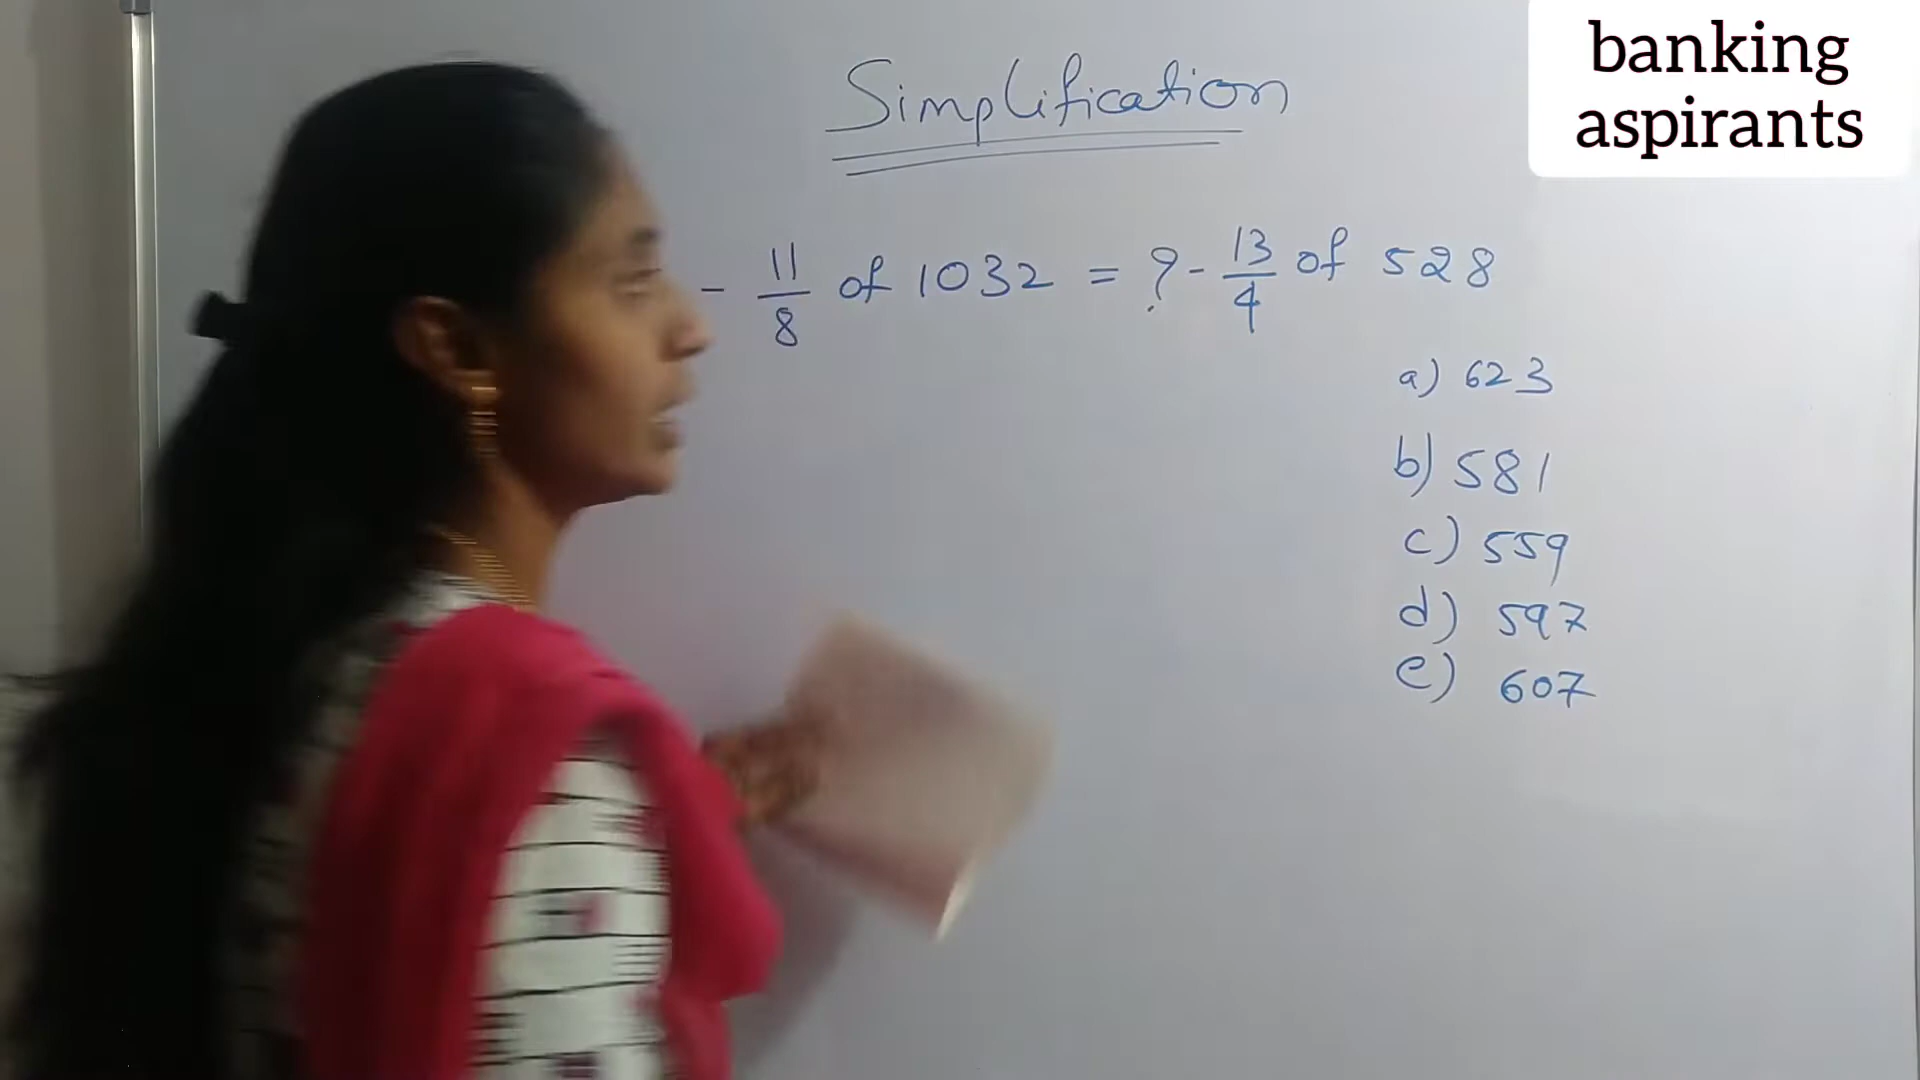 banking
aspirants
Simplification
- 11/8 of 1032 = ? - 13/4 of 528
a) 623
b) 581
c) 559
d) 597
e) 607